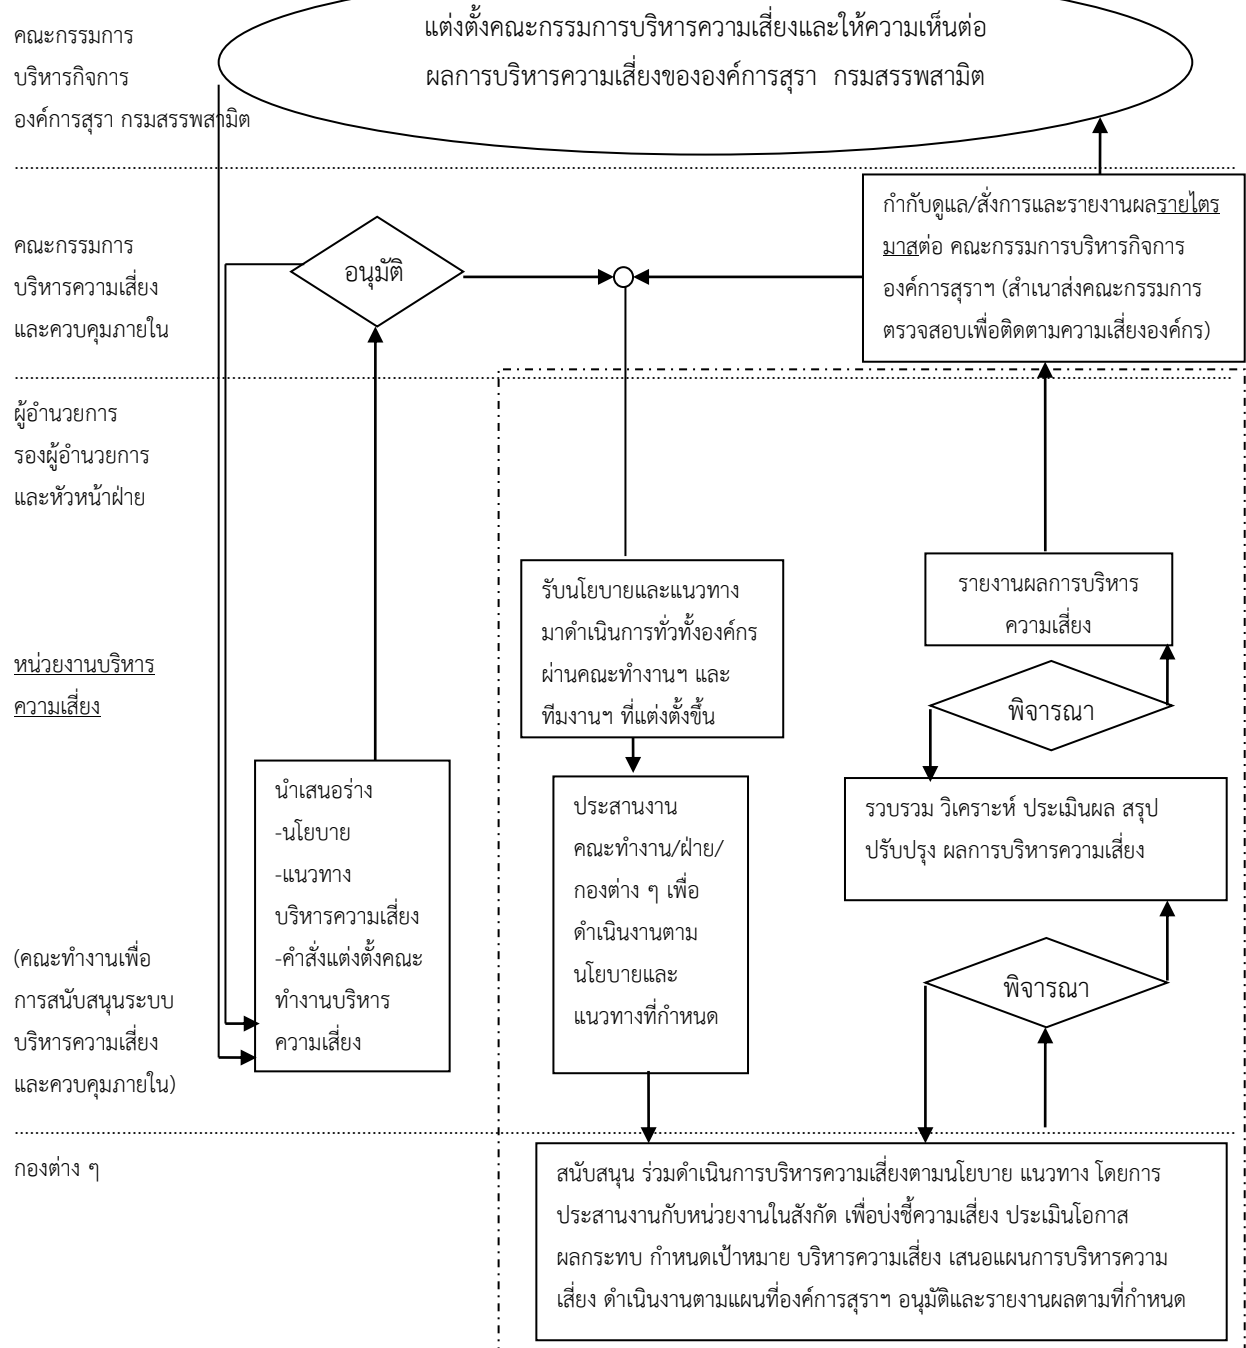 คณะกรรมการ
บริหารกิจการ
องค์การสุรา กรมสรรพสามิต
แต่งตั้งคณะกรรมการบริหารความเสี่ยงและให้ความเห็นต่อ
ผลการบริหารความเสี่ยงขององค์การสุรา กรมสรรพสามิต
คณะกรรมการ
บริหารความเสี่ยง
และควบคุมภายใน
อนุมัติ
กำกับดูแล/สั่งการและรายงานผลรายไตร
มาสต่อ คณะกรรมการบริหารกิจการ
องค์การสุราฯ (สำเนาส่งคณะกรรมการ
ตรวจสอบเพื่อติดตามความเสี่ยงองค์กร)
ผู้อำนวยการ
รองผู้อำนวยการ
และหัวหน้าฝ่าย
รับนโยบายและแนวทาง
มาดำเนินการทั่วทั้งองค์กร
ผ่านคณะทำงานฯ และ
ทีมงานฯ ที่แต่งตั้งขึ้น
รายงานผลการบริหาร
ความเสี่ยง
หน่วยงานบริหาร
ความเสี่ยง
พิจารณา
นำเสนอร่าง
-นโยบาย
-แนวทาง
บริหารความเสี่ยง
-คำสั่งแต่งตั้งคณะ
ทำงานบริหาร
ความเสี่ยง
ประสานงาน
คณะทำงาน/ฝ่าย/
กองต่าง ๆ เพื่อ
ดำเนินงานตาม
นโยบายและ
แนวทางที่กำหนด
รวบรวม วิเคราะห์ ประเมินผล สรุป
ปรับปรุง ผลการบริหารความเสี่ยง
(คณะทำงานเพื่อ
การสนับสนุนระบบ
บริหารความเสี่ยง
และควบคุมภายใน)
พิจารณา
กองต่าง ๆ
สนับสนุน ร่วมดำเนินการบริหารความเสี่ยงตามนโยบาย แนวทาง โดยการ
ประสานงานกับหน่วยงานในสังกัด เพื่อบ่งชี้ความเสี่ยง ประเมินโอกาส
ผลกระทบ กำหนดเป้าหมาย บริหารความเสี่ยง เสนอแผนการบริหารความ
เสี่ยง ดำเนินงานตามแผนที่องค์การสุราฯ อนุมัติและรายงานผลตามที่กำหนด